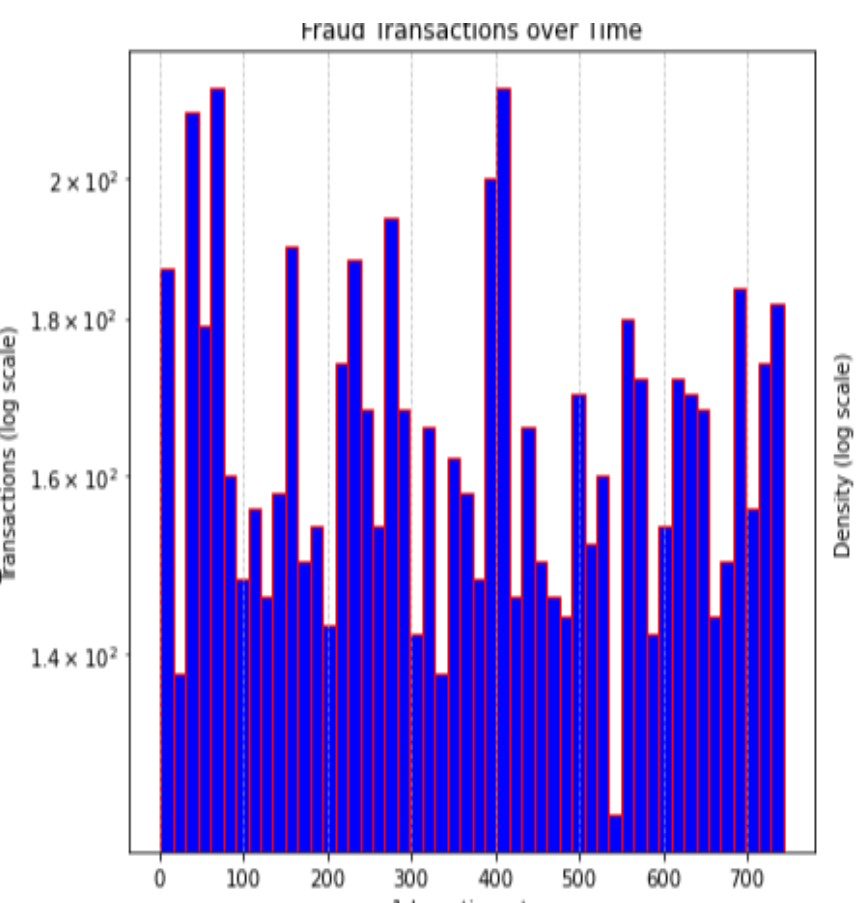 Fraud Transactions over Time
2 × 10²
1.8 × 10²
1.6 × 10²
1.4 × 10²
Transactions (log scale)
Density (log scale)
0 100 200 300 400 500 600 700